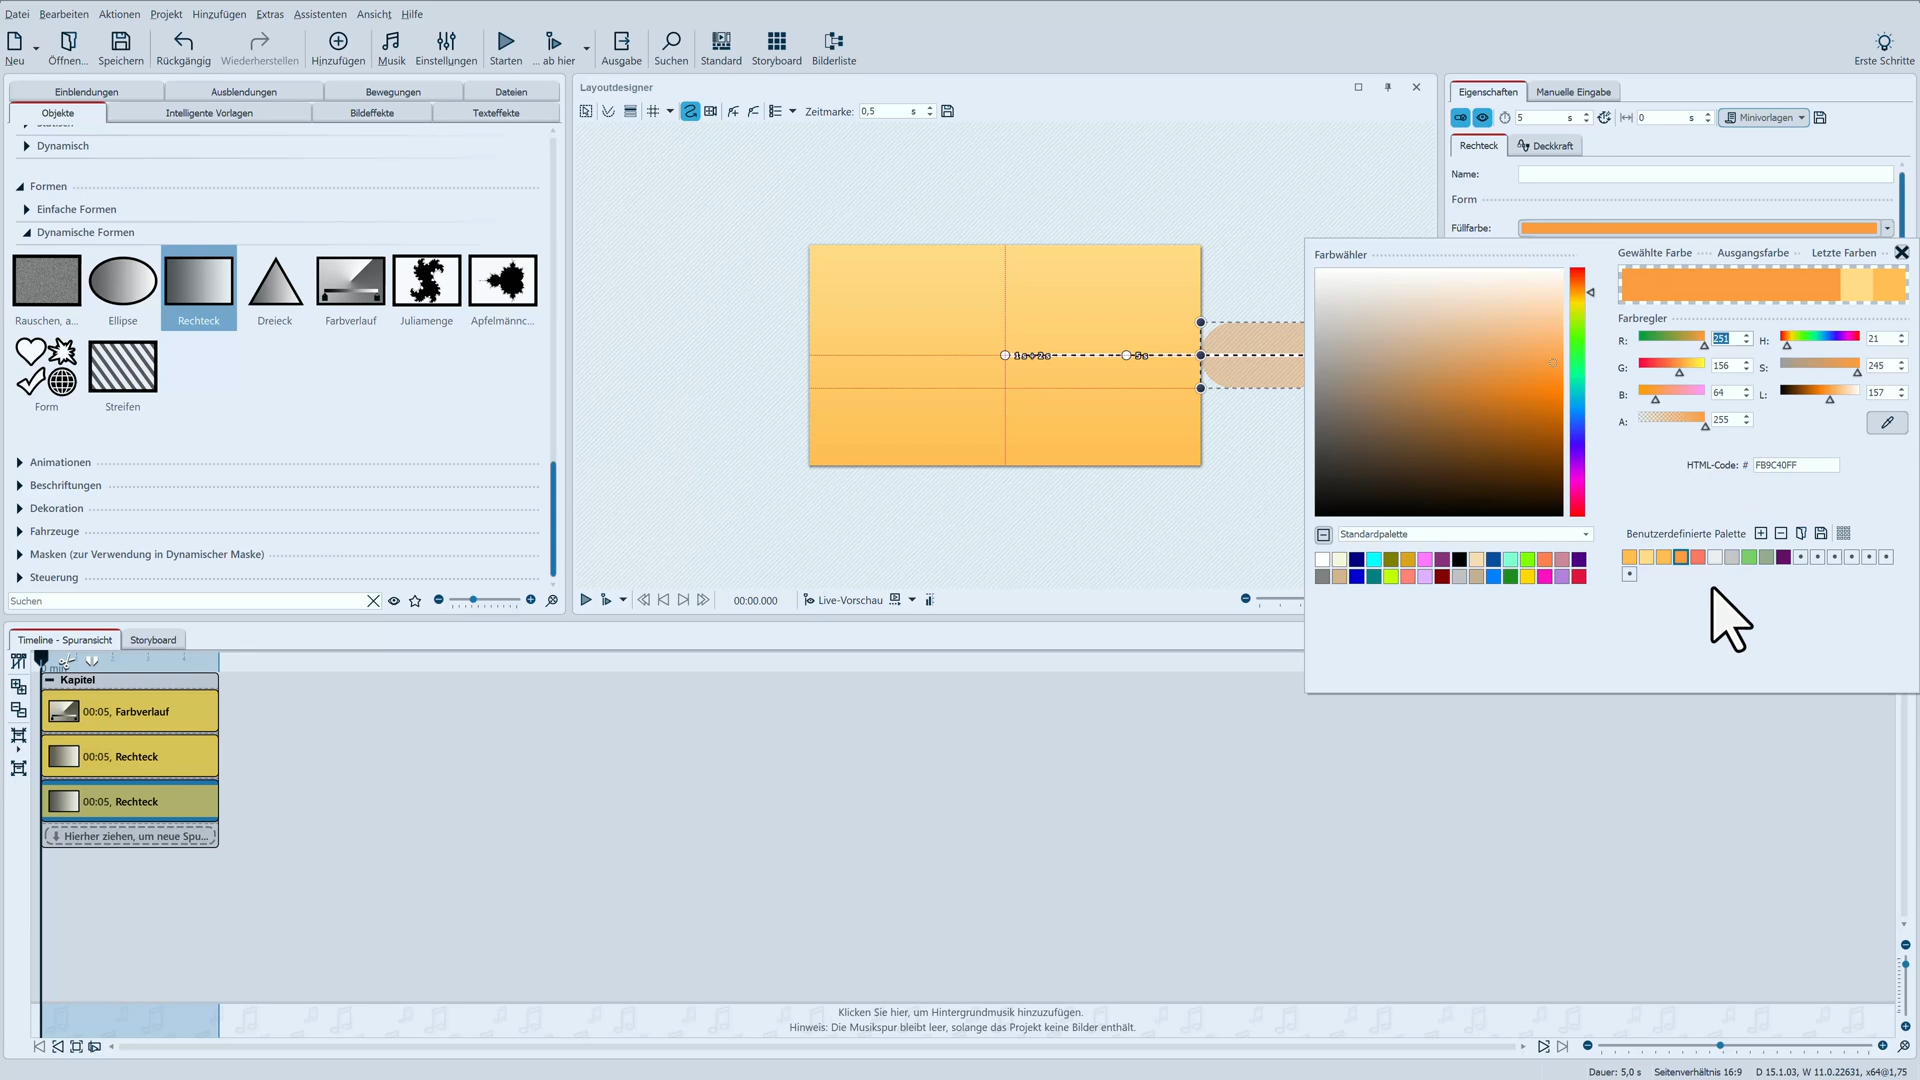 Datei Bearbeiten Aktionen Projekt Hinzufügen Extras Assistenten Ansicht Hilfe
Neu Öffnen... Speichern Rückgängig Wiederherstellen Hinzufügen Musik Einstellungen Starten ... ab hier Ausgabe Suchen Standard Storyboard Bilderliste Erste Schritte
Einblendungen Ausblendungen Bewegungen Dateien
Objekte Intelligente Vorlagen Bildeffekte Texteffekte
Dynamisch
Formen
Einfache Formen
Dynamische Formen
Rauschen, a... Ellipse Rechteck Dreieck Farbverlauf Juliamenge Apfelmännc...
Form Streifen
Animationen
Beschriftungen
Dekoration
Fahrzeuge
Masken (zur Verwendung in Dynamischer Maske)
Steuerung
Suchen
Layoutdesigner
Zeitmarke: 0,5 s
5s
00:00.000 Live-Vorschau
Eigenschaften Manuelle Eingabe
5 s 0 s Minivorlagen
Rechteck Deckkraft
Name:
Form
Füllfarbe:
Farbwähler
Gewählte Farbe Ausgangsfarbe Letzte Farben
Farbregler
R: 251 H: 21
G: 156 S: 245
B: 64 L: 157
A: 255
HTML-Code: # FB9C40FF
Standardpalette
Benutzerdefinierte Palette
Timeline - Spuransicht Storyboard
Kapitel
00:05, Farbverlauf
00:05, Rechteck
00:05, Rechteck
Hierher ziehen, um neue Spu...
Klicken Sie hier, um Hintergrundmusik hinzuzufügen.
Hinweis: Die Musikspur bleibt leer, solange das Projekt keine Bilder enthält.
Dauer: 5,0 s Seitenverhältnis 16:9 D 15.1.03, W 11.0.22631, x64@1,75